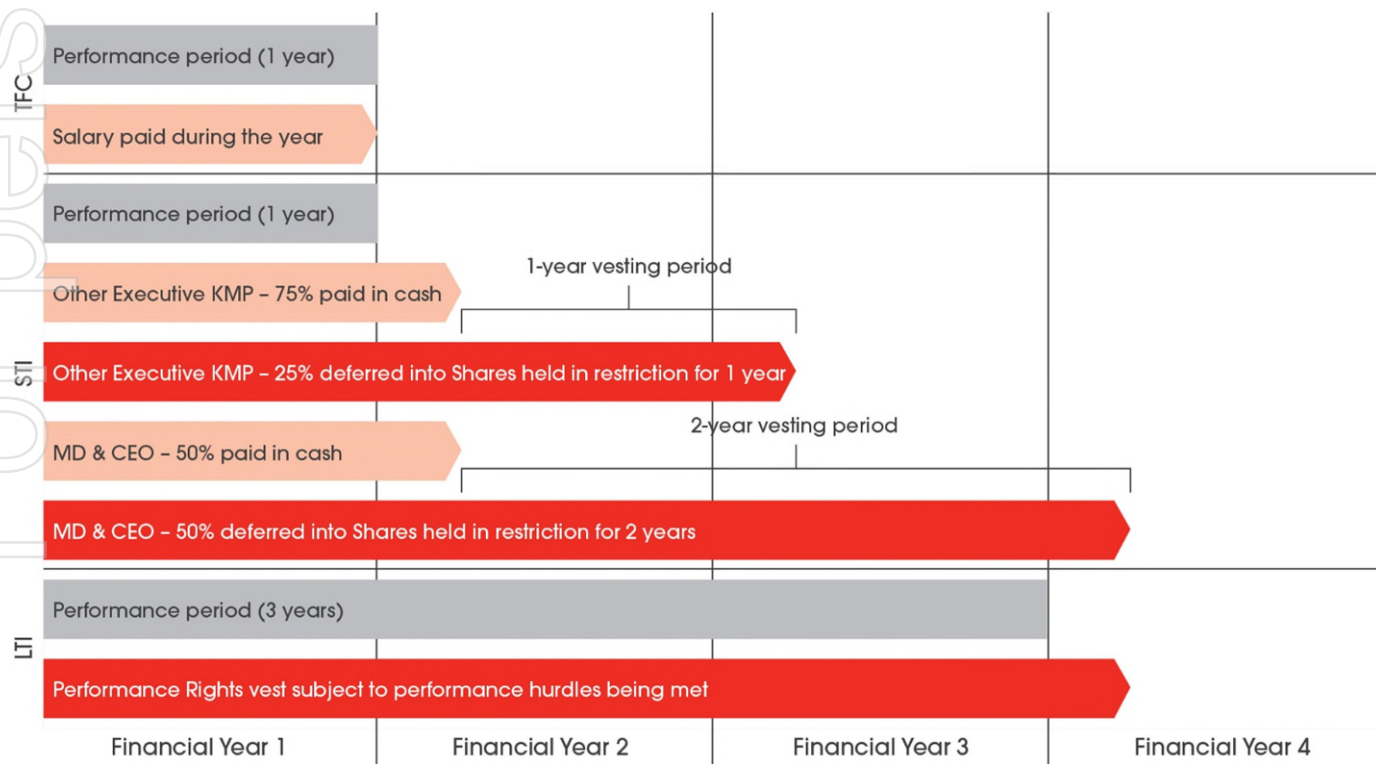 TFC
Performance period (1 year)
Salary paid during the year
STI
Performance period (1 year)
Other Executive KMP – 75% paid in cash
1-year vesting period
Other Executive KMP – 25% deferred into Shares held in restriction for 1 year
MD & CEO – 50% paid in cash
2-year vesting period
MD & CEO – 50% deferred into Shares held in restriction for 2 years
LTI
Performance period (3 years)
Performance Rights vest subject to performance hurdles being met
Financial Year 1
Financial Year 2
Financial Year 3
Financial Year 4